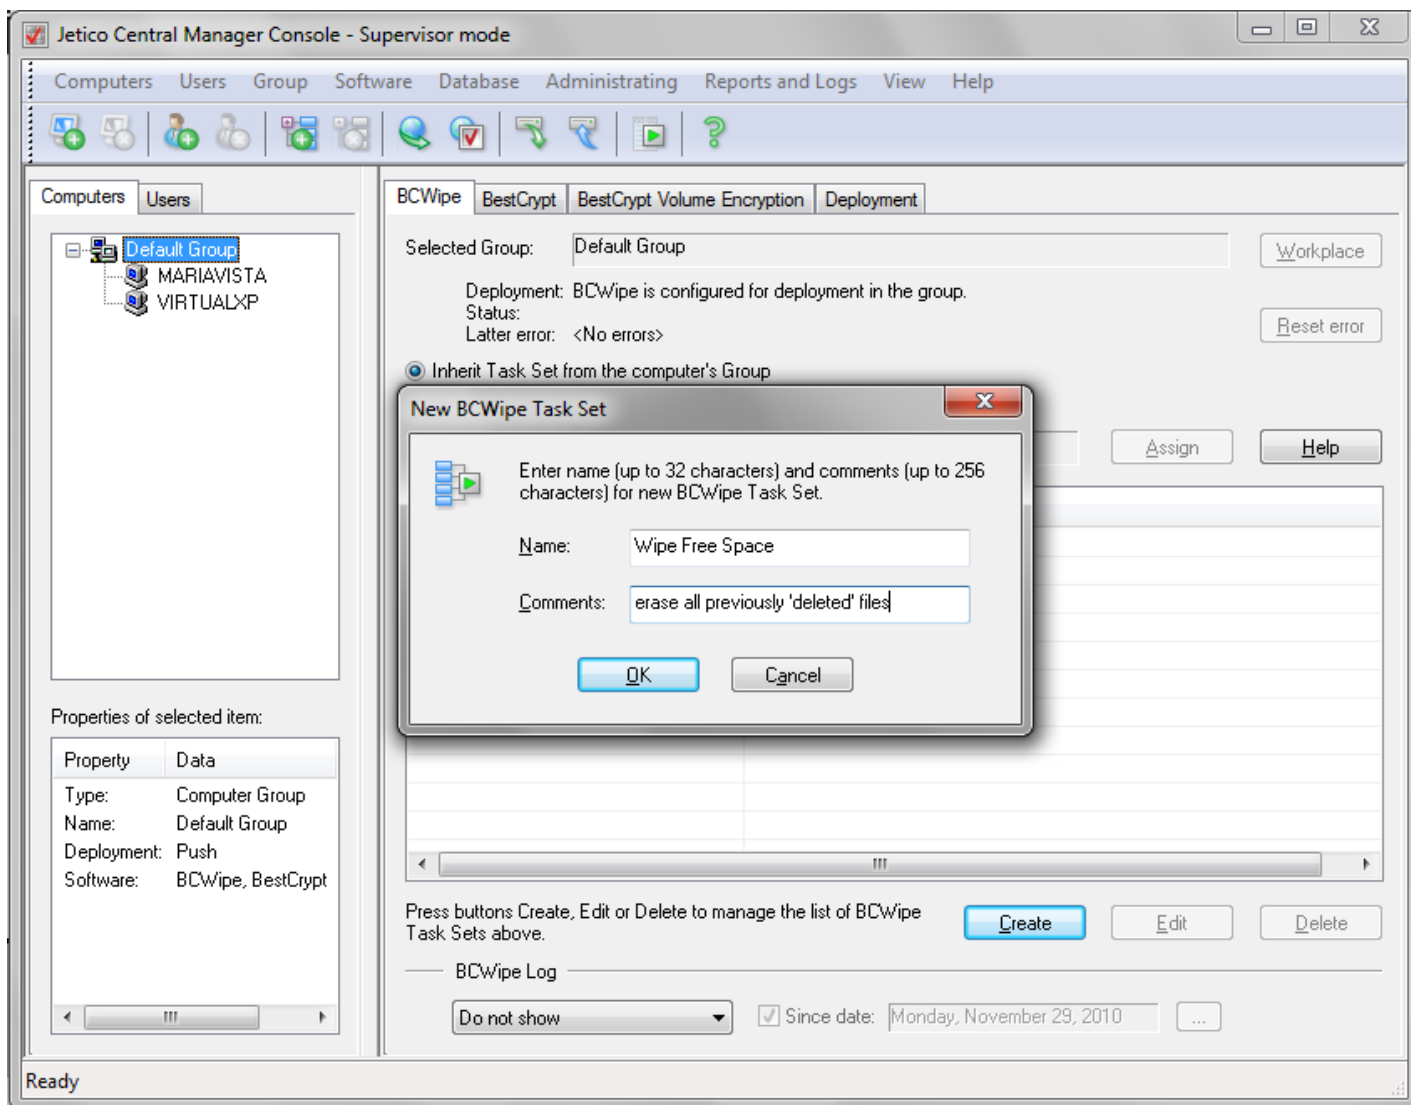 Jetico Central Manager Console - Supervisor mode
Computers Users Group Software Database Administrating Reports and Logs View Help
Computers Users
BCWipe BestCrypt BestCrypt Volume Encryption Deployment
Default Group
MARIAVISTA
VIRTUALXP
Selected Group: Default Group Workplace
Deployment: BCWipe is configured for deployment in the group.
Status:
Latter error: <No errors> Reset error
Inherit Task Set from the computer's Group
Assign Help
New BCWipe Task Set
Enter name (up to 32 characters) and comments (up to 256
characters) for new BCWipe Task Set.
Name: Wipe Free Space
Comments: erase all previously 'deleted' files
OK Cancel
Properties of selected item:
Property Data
Type: Computer Group
Name: Default Group
Deployment: Push
Software: BCWipe, BestCrypt
Press buttons Create, Edit or Delete to manage the list of BCWipe
Task Sets above.
Create Edit Delete
BCWipe Log
Do not show Since date: Monday, November 29, 2010 ...
Ready